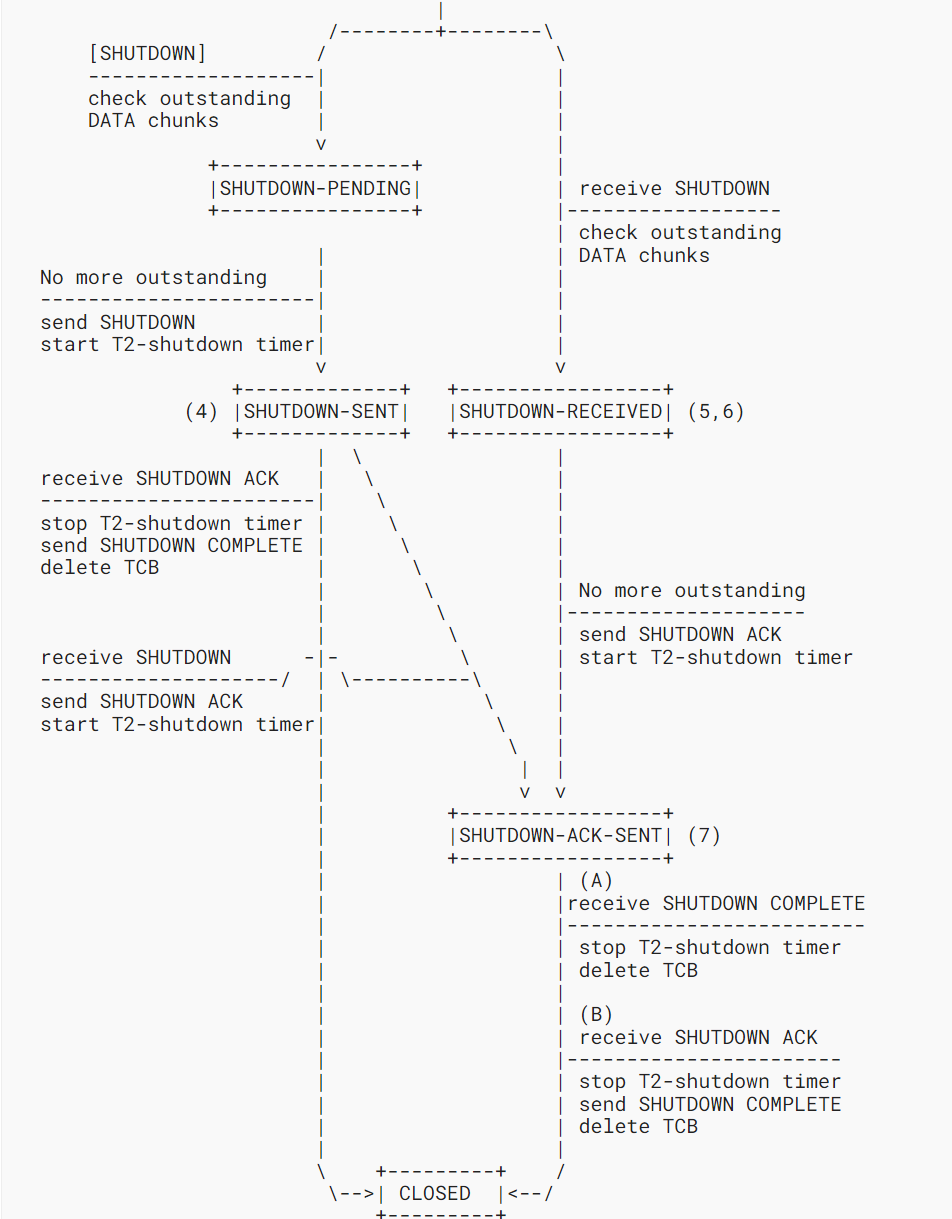 |
                         /--------+--------\
    [SHUTDOWN]          /                   \
    -------------------|                    |
    check outstanding  |                    |
    DATA chunks        |                    |
                       v                    |
              +----------------+            |
              |SHUTDOWN-PENDING|            | receive SHUTDOWN
              +----------------+            |------------------
                                            | check outstanding
                       |                    | DATA chunks
No more outstanding    |                    |
-----------------------|                    |
send SHUTDOWN          |                    |
start T2-shutdown timer|                    |
                       v                    v
                +-------------+   +-----------------+
            (4) |SHUTDOWN-SENT|   |SHUTDOWN-RECEIVED| (5,6)
                +-------------+   +-----------------+
                       |  \                 |
receive SHUTDOWN ACK   |   \                |
-----------------------|    \               |
stop T2-shutdown timer |     \              |
send SHUTDOWN COMPLETE |      \             |
delete TCB             |       \            |
                       |        \           | No more outstanding
                       |         \          |--------------------
                       |          \         | send SHUTDOWN ACK
receive SHUTDOWN      -|-          \        | start T2-shutdown timer
--------------------/  | \----------\       |
send SHUTDOWN ACK      |             \      |
start T2-shutdown timer|              \     |
                       |               \    |
                       |                |   |
                       |                v  v
                       |          +-----------------+
                       |          |SHUTDOWN-ACK-SENT| (7)
                       |          +-----------------+
                       |                    | (A)
                       |                    |receive SHUTDOWN COMPLETE
                       |                    |-------------------------
                       |                    | stop T2-shutdown timer
                       |                    | delete TCB
                       |                    |
                       |                    | (B)
                       |                    | receive SHUTDOWN ACK
                       |                    |-----------------------
                       |                    | stop T2-shutdown timer
                       |                    | send SHUTDOWN COMPLETE
                       |                    | delete TCB
                       |                    |
                       \    +---------+    /
                        \-->| CLOSED  |<--/
                            +---------+